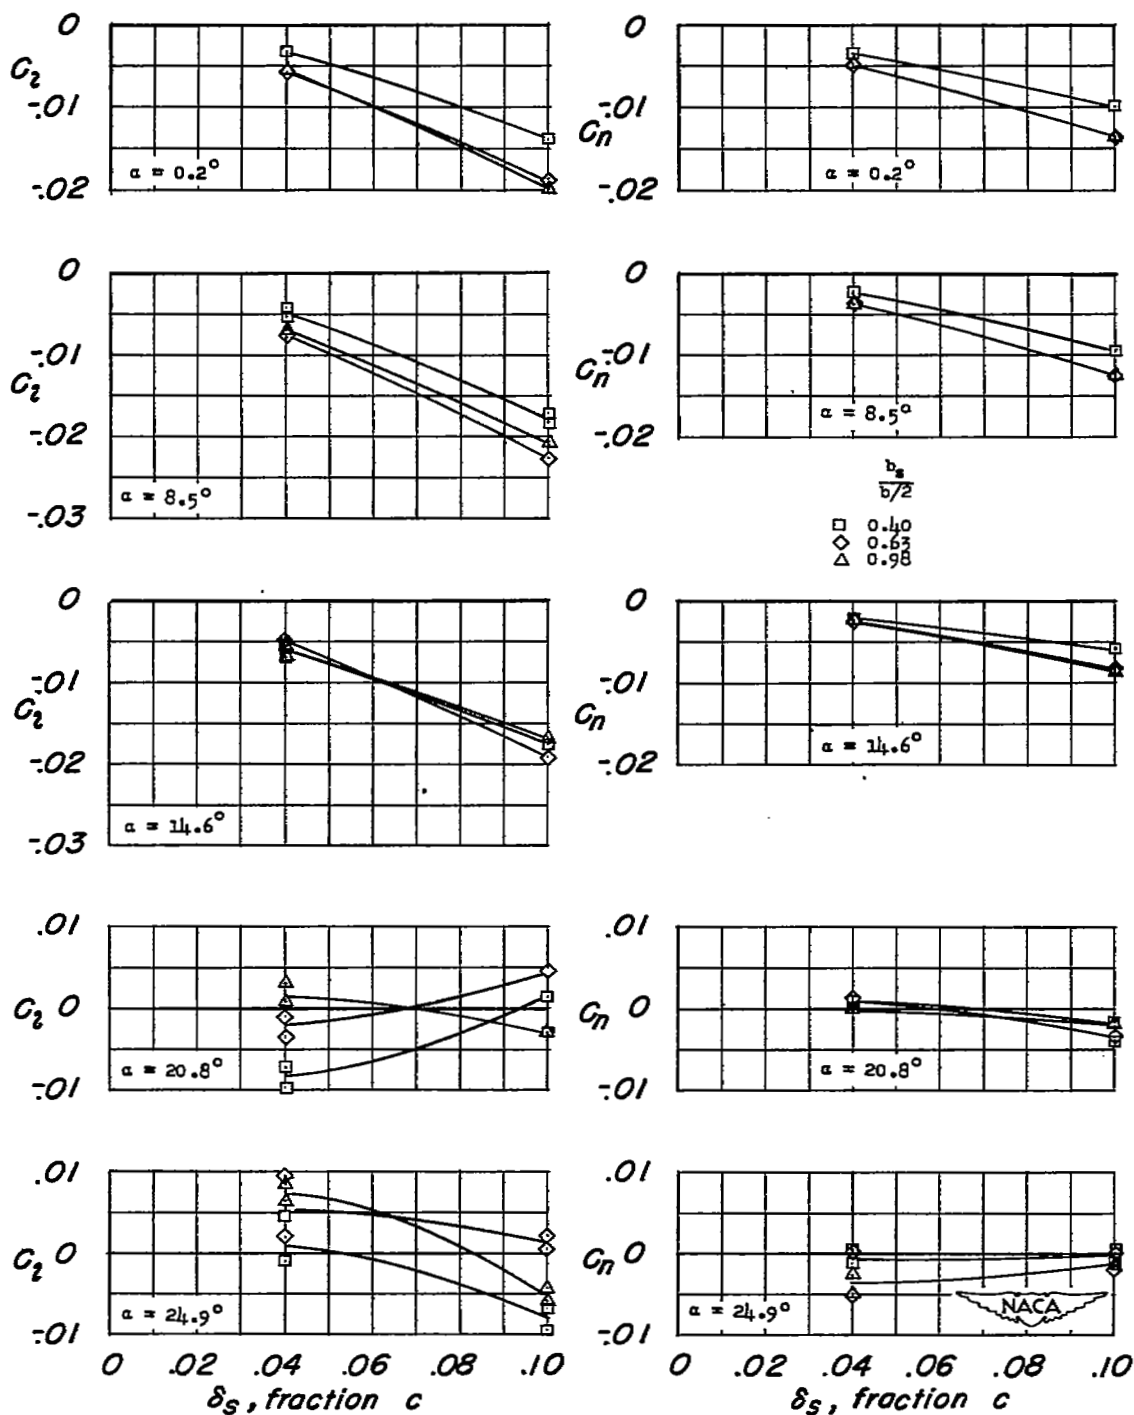 0
C_l
-.01
-.02
α = 0.2°
0
C_n
-.01
-.02
α = 0.2°
0
-.01
C_l
-.02
-.03
α = 8.5°
0
-.01
C_n
-.02
α = 8.5°
b_s
b/2
□ 0.40
◇ 0.63
△ 0.98
0
-.01
C_l
-.02
-.03
α = 14.6°
0
-.01
C_n
-.02
α = 14.6°
.01
C_l 0
-.01
α = 20.8°
.01
C_n 0
-.01
α = 20.8°
.01
C_l 0
-.01
α = 24.9°
.01
C_n 0
-.01
α = 24.9°
NACA
0 .02 .04 .06 .08 .10
δ_s, fraction c
0 .02 .04 .06 .08 .10
δ_s, fraction c